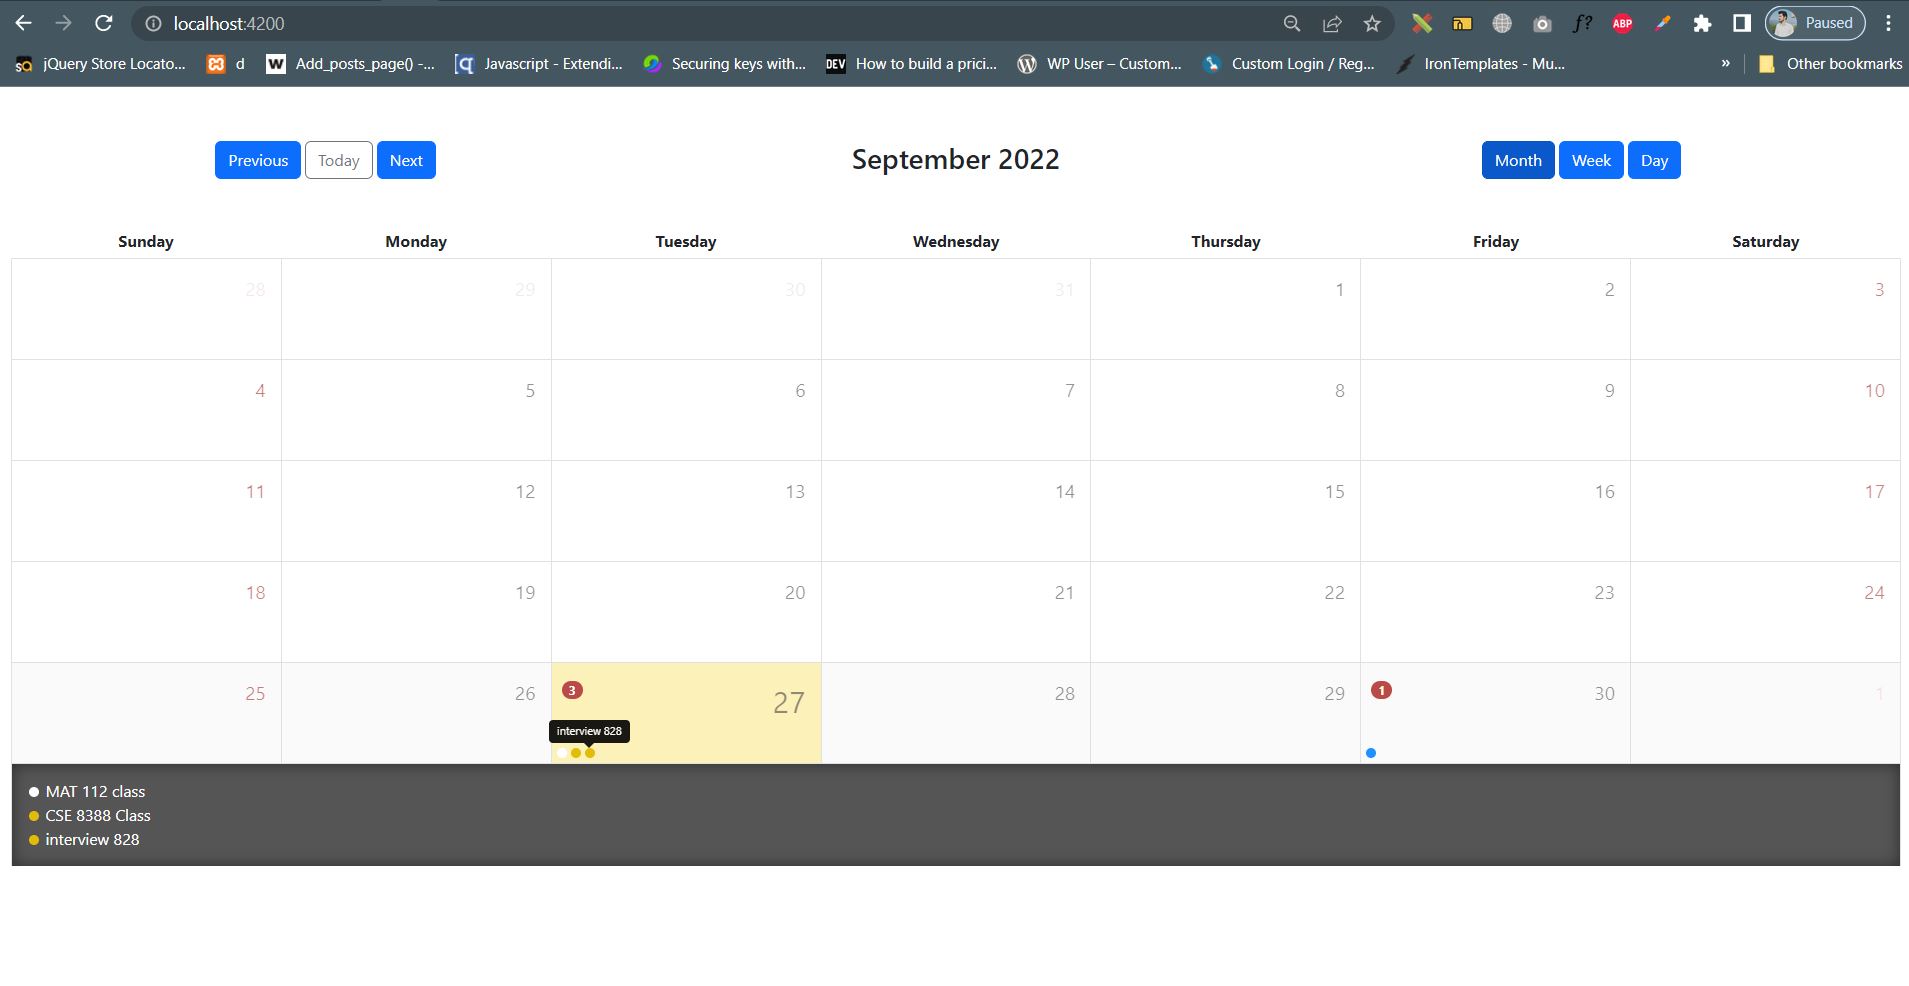 localhost:4200
ABP
Paused
jQuery Store Locato...
d
Add_posts_page() -...
Javascript - Extendi...
Securing keys with...
DEV
How to build a prici...
WP User – Custom...
Custom Login / Reg...
IronTemplates - Mu...
»
Other bookmarks
Previous
Today
Next
September 2022
Month
Week
Day
Sunday
Monday
Tuesday
Wednesday
Thursday
Friday
Saturday
28
29
30
31
1
2
3
4
5
6
7
8
9
10
11
12
13
14
15
16
17
18
19
20
21
22
23
24
25
26
3
27
28
29
1
30
1
interview 828
MAT 112 class
CSE 8388 Class
interview 828